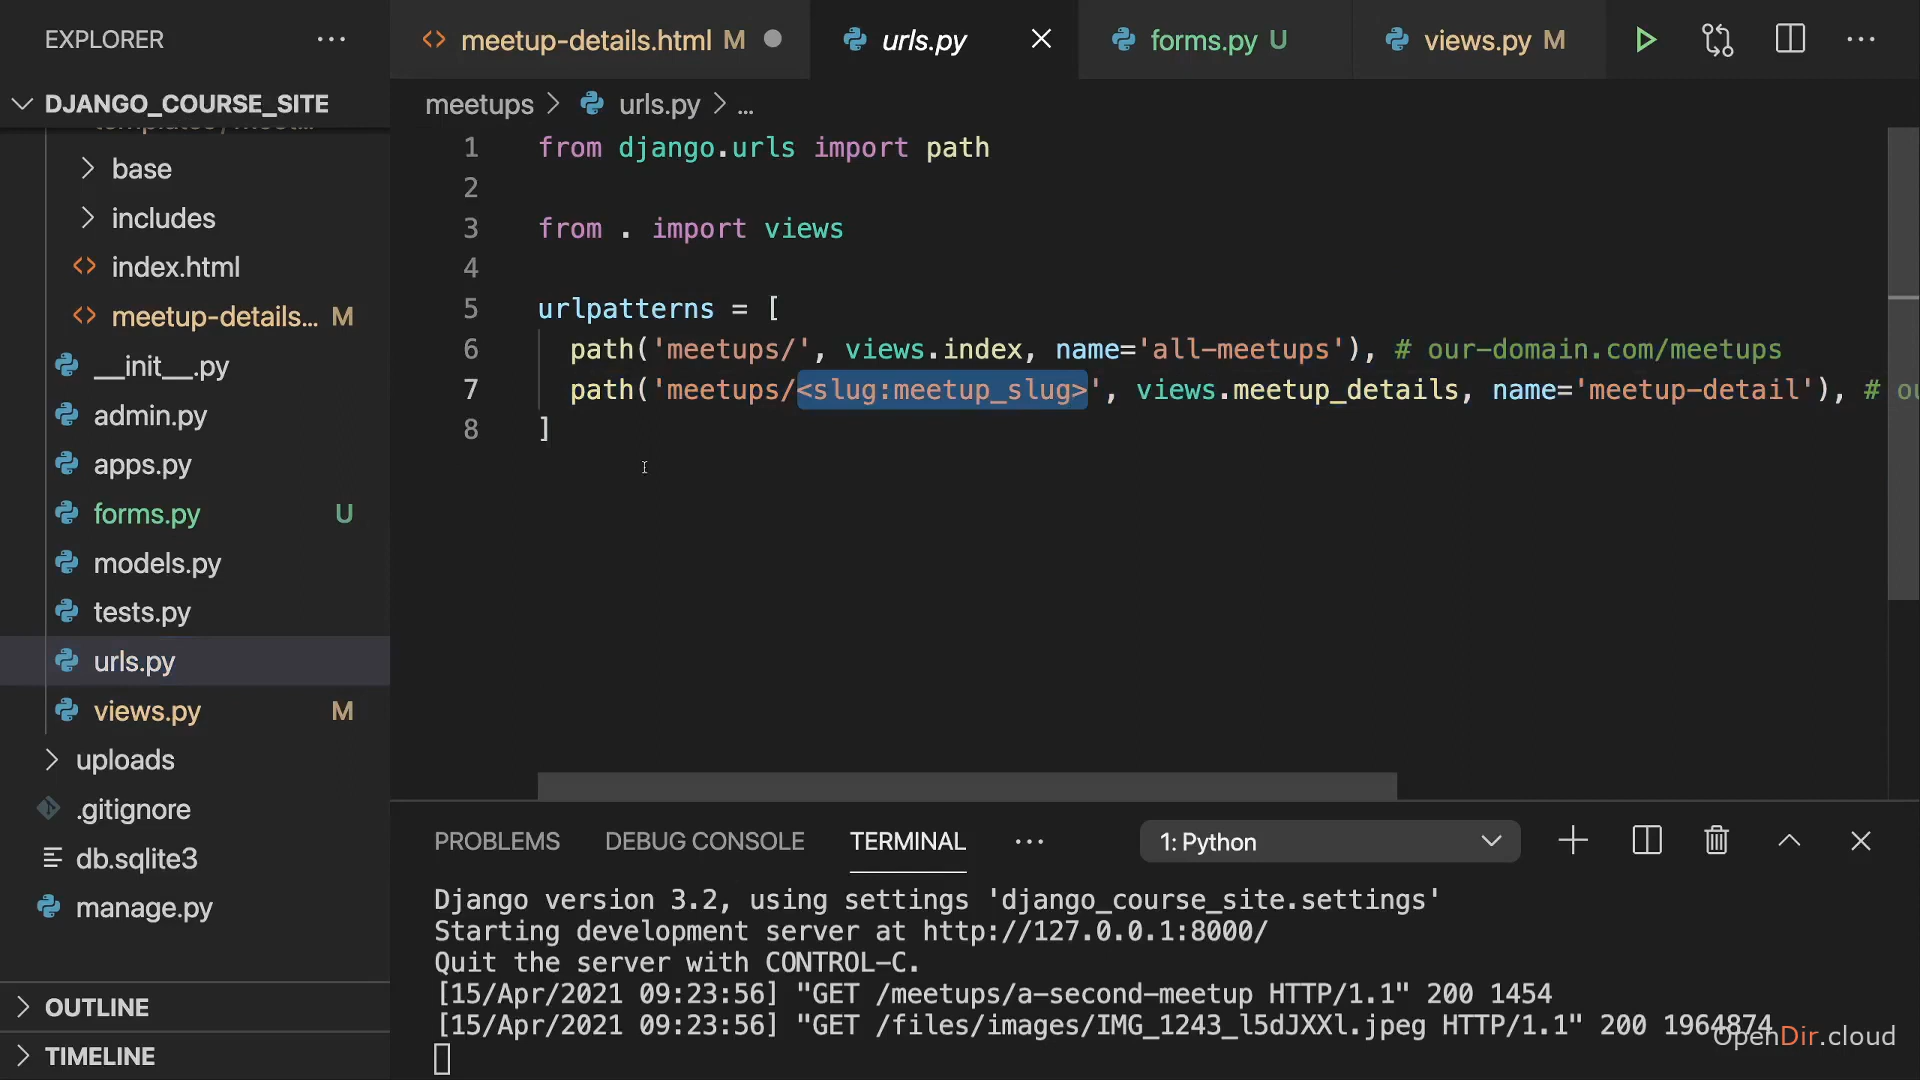 EXPLORER
meetup-details.html M
urls.py
forms.py U
views.py M
DJANGO_COURSE_SITE
meetups > urls.py > ...
base
includes
index.html
meetup-details... M
__init__.py
admin.py
apps.py
forms.py U
models.py
tests.py
urls.py
views.py M
uploads
.gitignore
db.sqlite3
manage.py
OUTLINE
TIMELINE
1 from django.urls import path
2
3 from . import views
4
5 urlpatterns = [
6 path('meetups/', views.index, name='all-meetups'), # our-domain.com/meetups
7 path('meetups/<slug:meetup_slug>', views.meetup_details, name='meetup-detail'), #
8 ]
PROBLEMS DEBUG CONSOLE TERMINAL ... 1: Python
Django version 3.2, using settings 'django_course_site.settings'
Starting development server at http://127.0.0.1:8000/
Quit the server with CONTROL-C.
[15/Apr/2021 09:23:56] "GET /meetups/a-second-meetup HTTP/1.1" 200 1454
[15/Apr/2021 09:23:56] "GET /files/images/IMG_1243_l5dJXXl.jpeg HTTP/1.1" 200 1964874
OpenDir.cloud